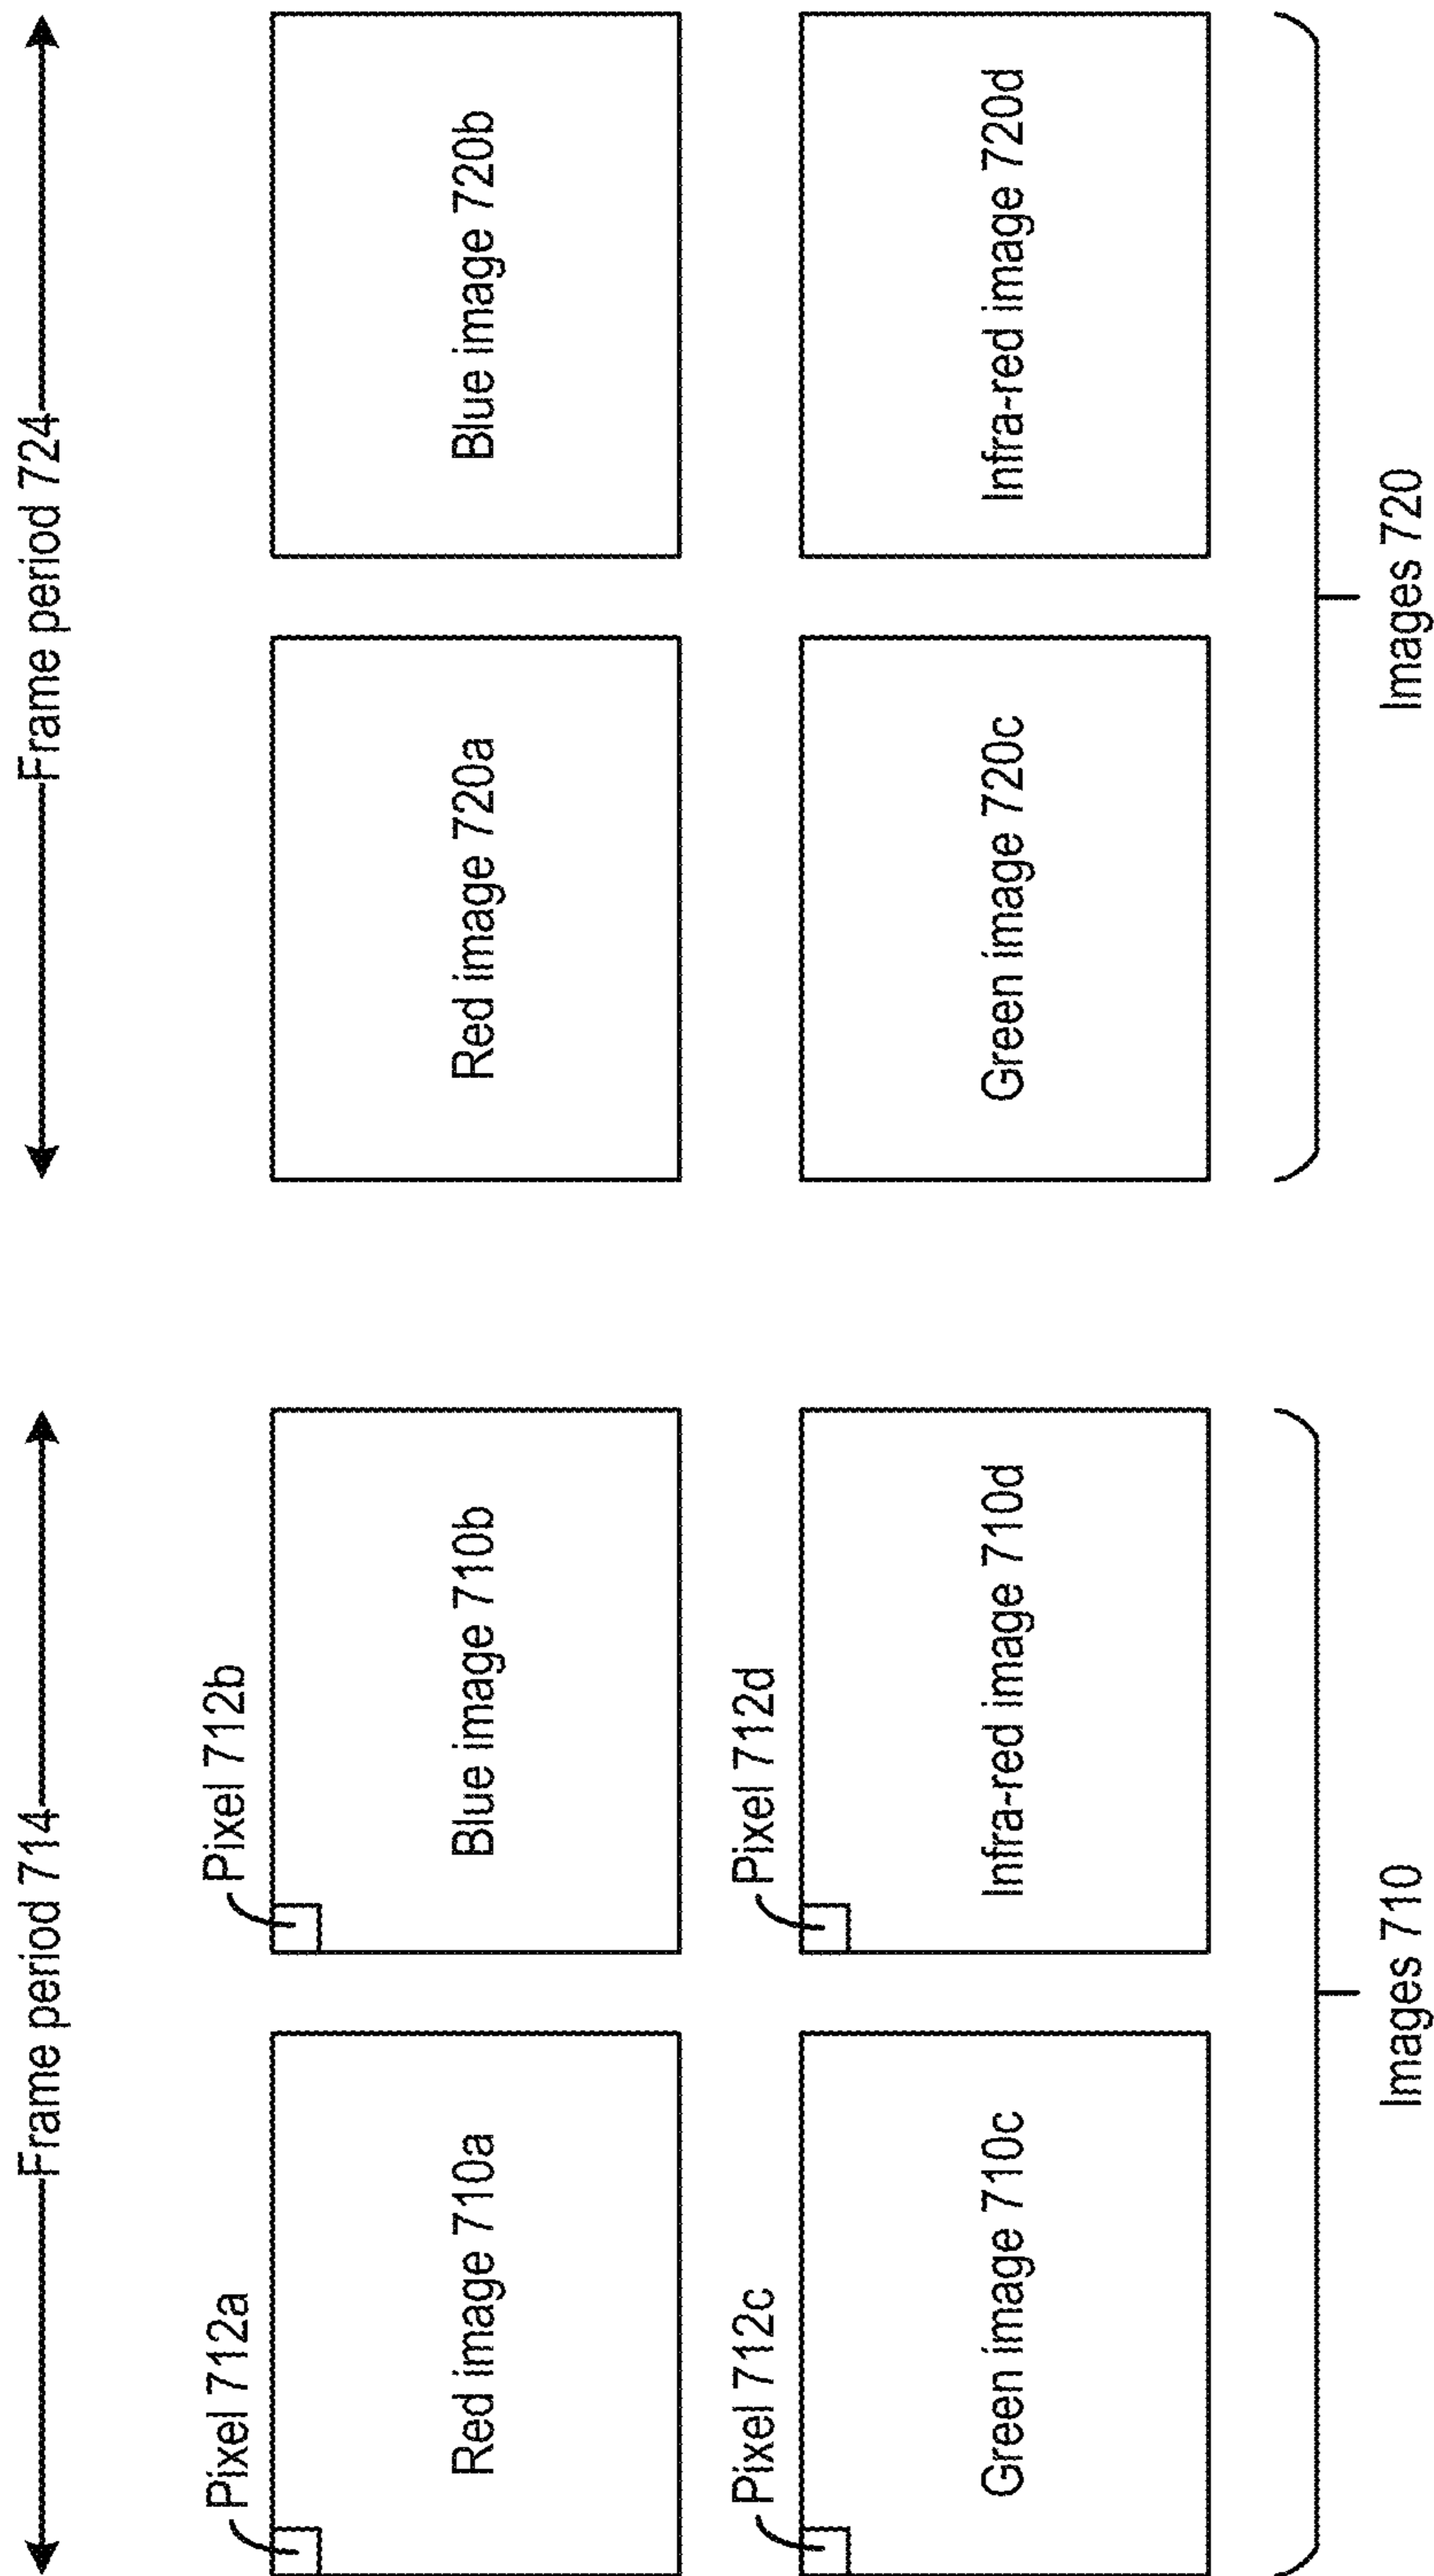 Frame period 714
Frame period 724
Pixel 712a
Pixel 712b
Red image 710a
Blue image 710b
Red image 720a
Blue image 720b
Pixel 712c
Pixel 712d
Green image 710c
Infra-red image 710d
Green image 720c
Infra-red image 720d
Images 710
Images 720